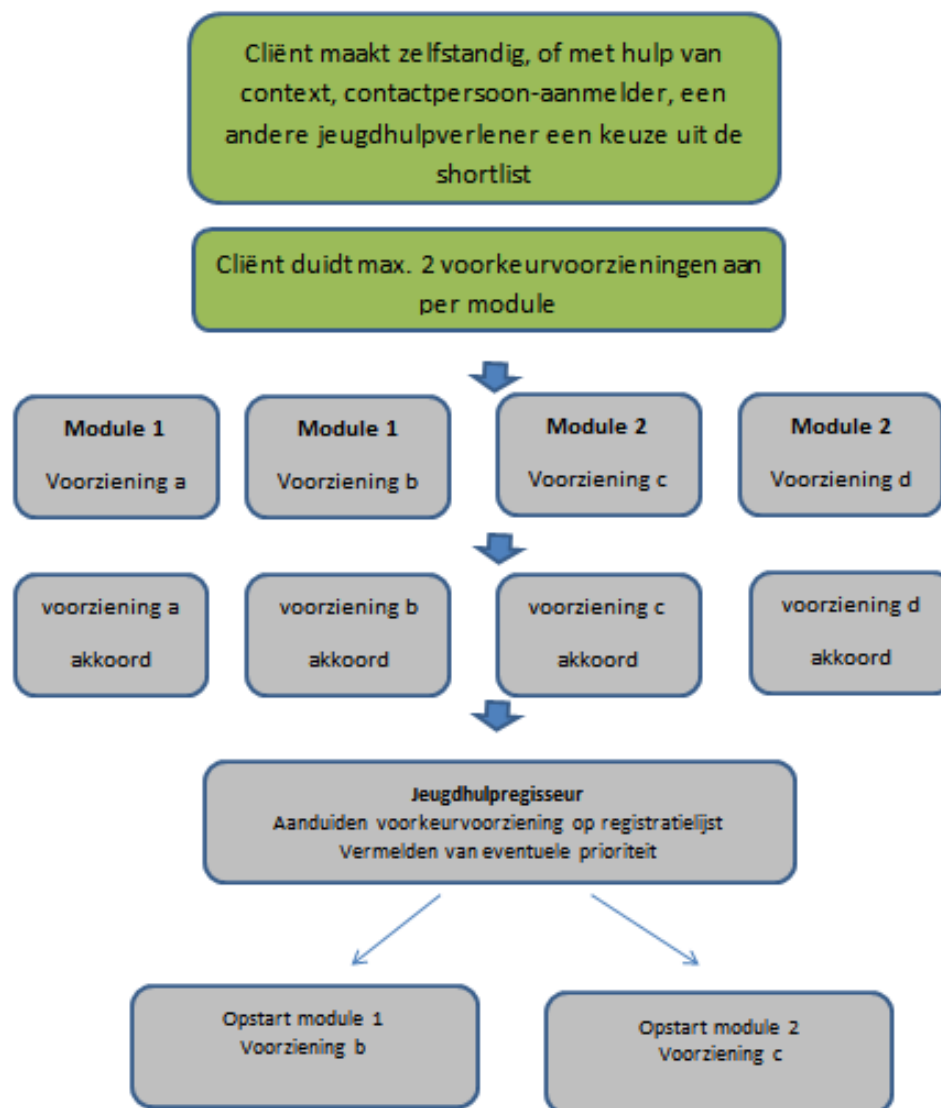 Cliënt maakt zelfstandig, of met hulp van
context, contactpersoon-aanmelder, een
andere jeugdhulpverlener een keuze uit de
shortlist
Cliënt duidt max. 2 voorkeurvoorzieningen aan
per module
Module 1
Voorziening a
Module 1
Voorziening b
Module 2
Voorziening c
Module 2
Voorziening d
voorziening a
akkoord
voorziening b
akkoord
voorziening c
akkoord
voorziening d
akkoord
Jeugdhulpregisseur
Aanduiden voorkeurvoorziening op registratielijst
Vermelden van eventuele prioriteit
Opstart module 1
Voorziening b
Opstart module 2
Voorziening c